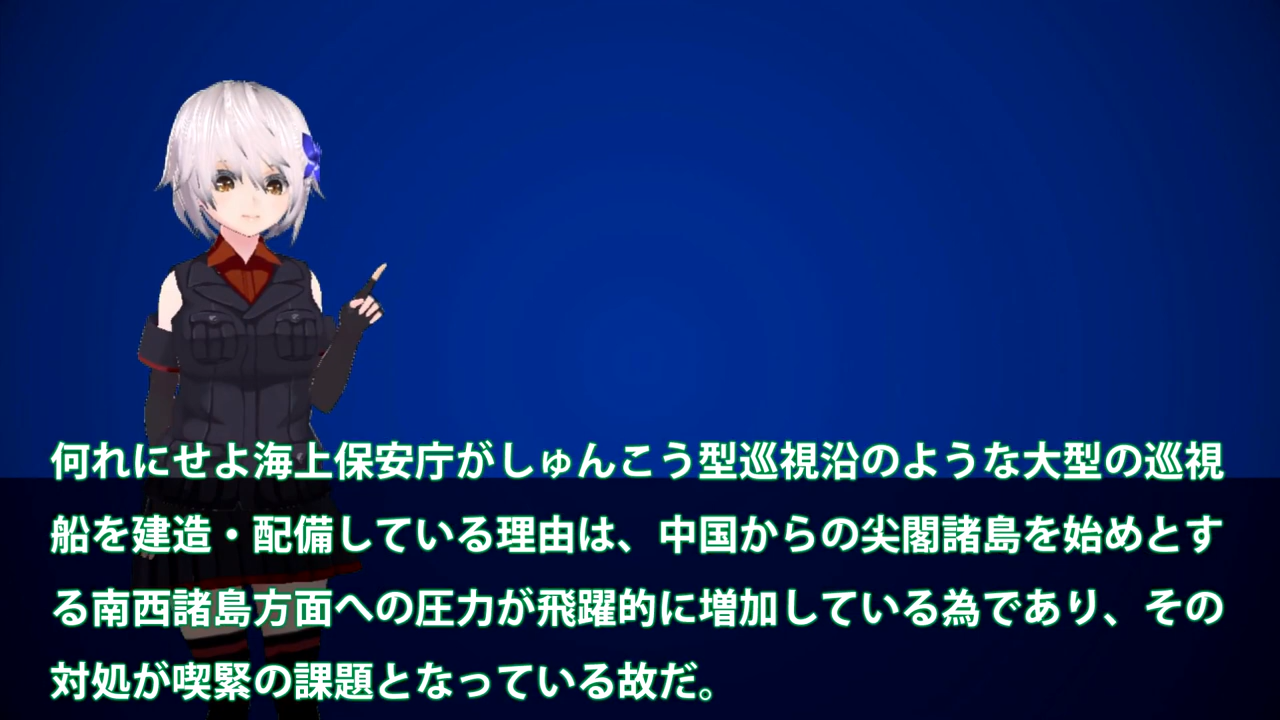 何れにせよ海上保安庁がしゅんこう型巡視沿のような大型の巡視
船を建造・配備している理由は、中国からの尖閣諸島を始めとす
る南西諸島方面への圧力が飛躍的に増加している為であり、その
対処が喫緊の課題となっている故だ。